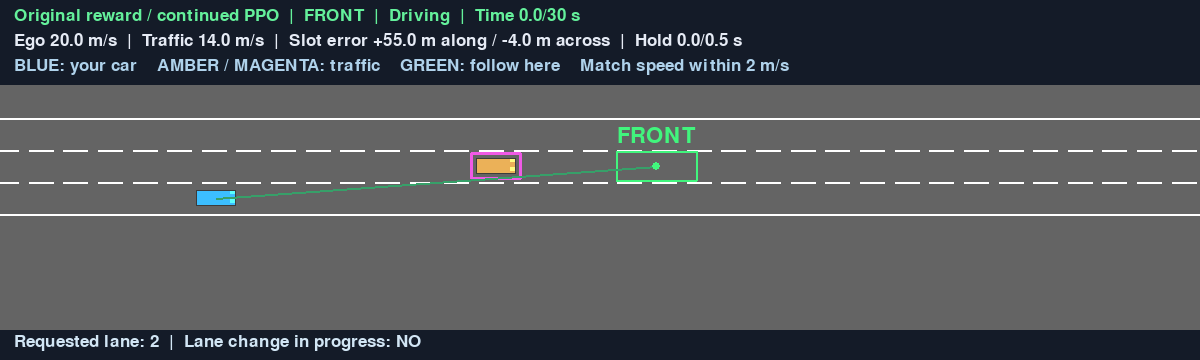 Original reward / continued PPO | FRONT | Driving | Time 0.0/30 s
Ego 20.0 m/s | Traffic 14.0 m/s | Slot error +55.0 m along / -4.0 m across | Hold 0.0/0.5 s
BLUE: your car AMBER / MAGENTA: traffic GREEN: follow here Match speed within 2 m/s
FRONT
Requested lane: 2 | Lane change in progress: NO